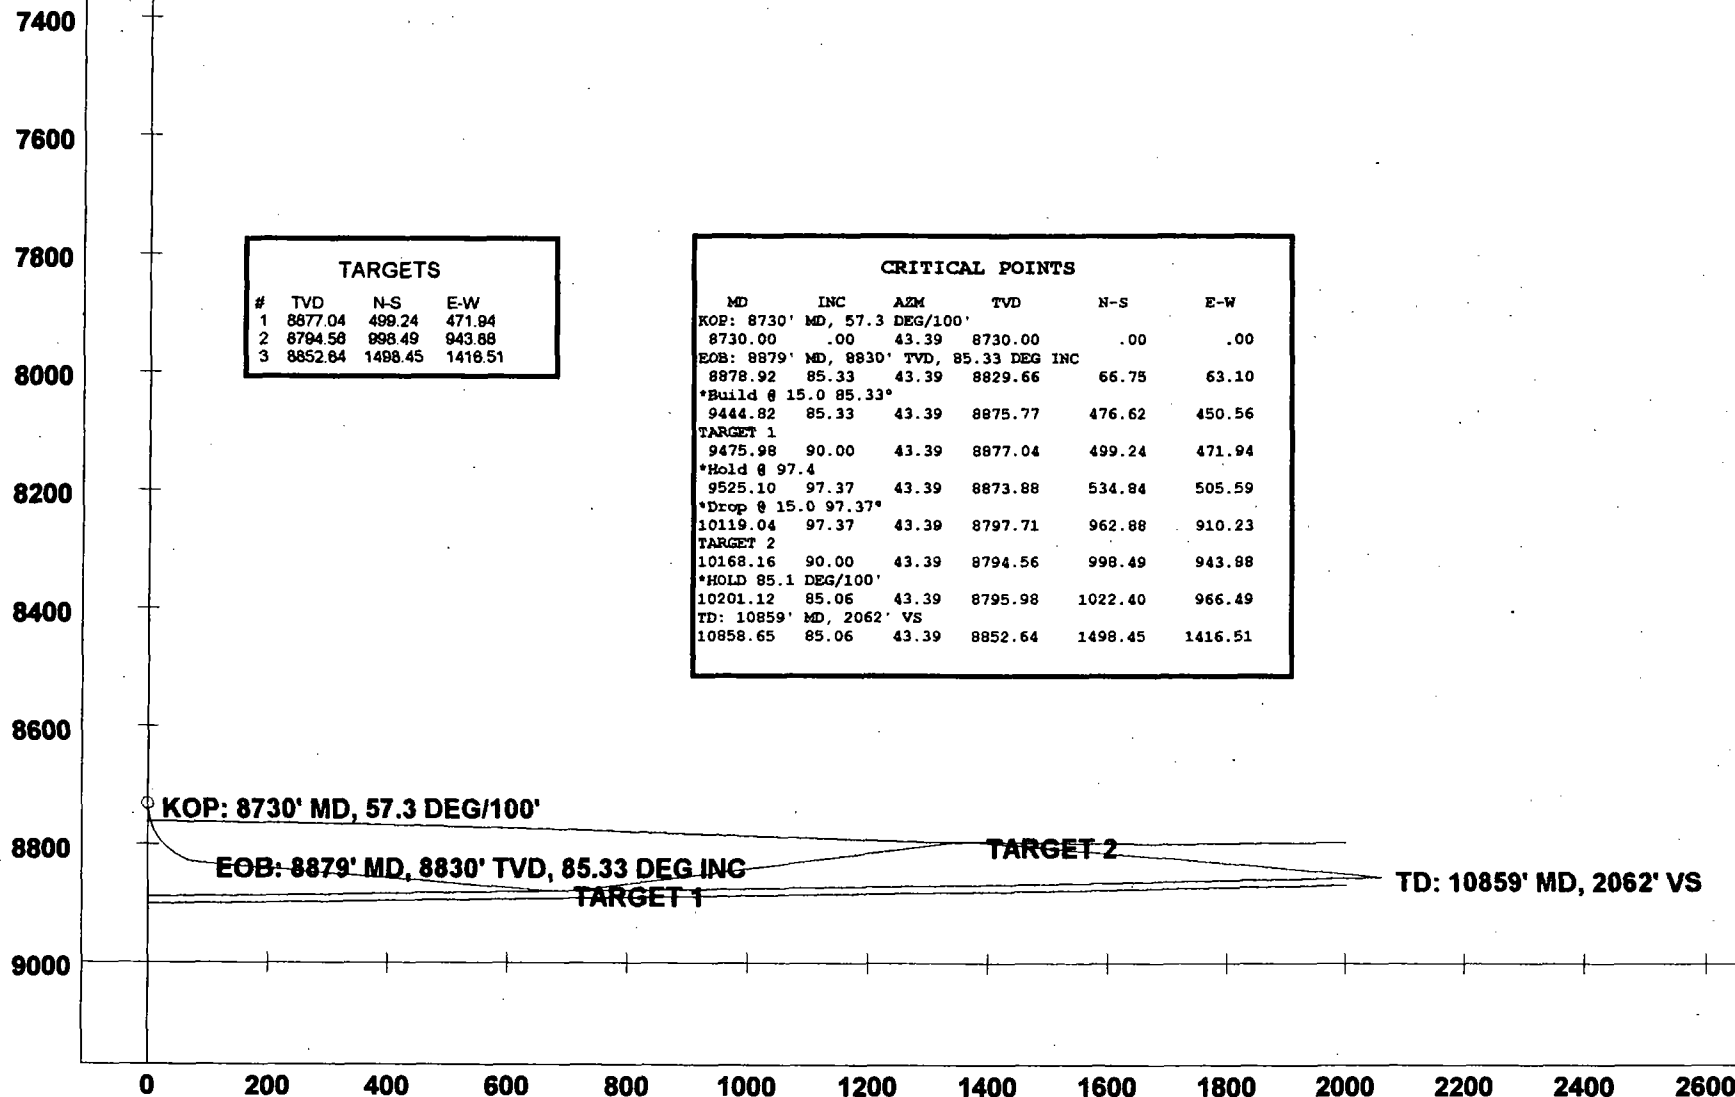 7400
7600
7800
8000
8200
8400
8600
8800
9000
TARGETS
# TVD N-S E-W
1 8877.04 499.24 471.94
2 8794.56 998.49 943.88
3 8852.64 1498.45 1416.51
CRITICAL POINTS
MD INC AZM TVD N-S E-W
KOP: 8730' MD, 57.3 DEG/100'
8730.00 .00 43.39 8730.00 .00 .00
EOB: 8879' MD, 8830' TVD, 85.33 DEG INC
8878.92 85.33 43.39 8829.66 66.75 63.10
*Build @ 15.0 85.33°
9444.82 85.33 43.39 8875.77 476.62 450.56
TARGET 1
9475.98 90.00 43.39 8877.04 499.24 471.94
*Hold @ 97.4
9525.10 97.37 43.39 8873.88 534.84 505.59
*Drop @ 15.0 97.37°
10119.04 97.37 43.39 8797.71 962.88 910.23
TARGET 2
10168.16 90.00 43.39 8794.56 998.49 943.88
*HOLD 85.1 DEG/100'
10201.12 85.06 43.39 8795.98 1022.40 966.49
TD: 10859' MD, 2062' VS
10858.65 85.06 43.39 8852.64 1498.45 1416.51
KOP: 8730' MD, 57.3 DEG/100'
EOB: 8879' MD, 8830' TVD, 85.33 DEG INC
TARGET 1
TARGET 2
TD: 10859' MD, 2062' VS
0 200 400 600 800 1000 1200 1400 1600 1800 2000 2200 2400 2600